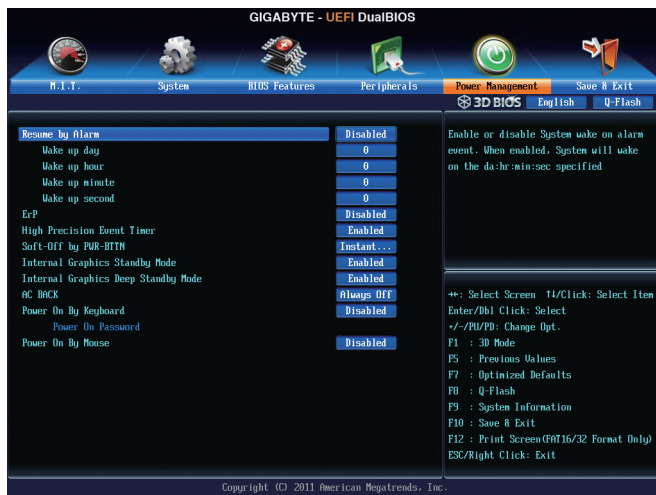 GIGABYTE - UEFI DualBIOS
M.I.T.
System
BIOS Features
Peripherals
Power Management
Save & Exit
3D BIOS
English
Q-Flash
Resume by Alarm Disabled
Wake up day 0
Wake up hour 0
Wake up minute 0
Wake up second 0
ErP Disabled
High Precision Event Timer Enabled
Soft-Off by PWR-BTTN Instant...
Internal Graphics Standby Mode Enabled
Internal Graphics Deep Standby Mode Enabled
AC BACK Always Off
Power On By Keyboard Disabled
Power On Password
Power On By Mouse Disabled
Enable or disable System wake on alarm
event. When enabled, System will wake
on the da:hr:min:sec specified
→←: Select Screen ↑↓/Click: Select Item
Enter/Dbl Click: Select
+/-/PU/PD: Change Opt.
F1 : 3D Mode
F5 : Previous Values
F7 : Optimized Defaults
F8 : Q-Flash
F9 : System Information
F10 : Save & Exit
F12 : Print Screen(FAT16/32 Format Only)
ESC/Right Click: Exit
Copyright (C) 2011 American Megatrends, Inc.